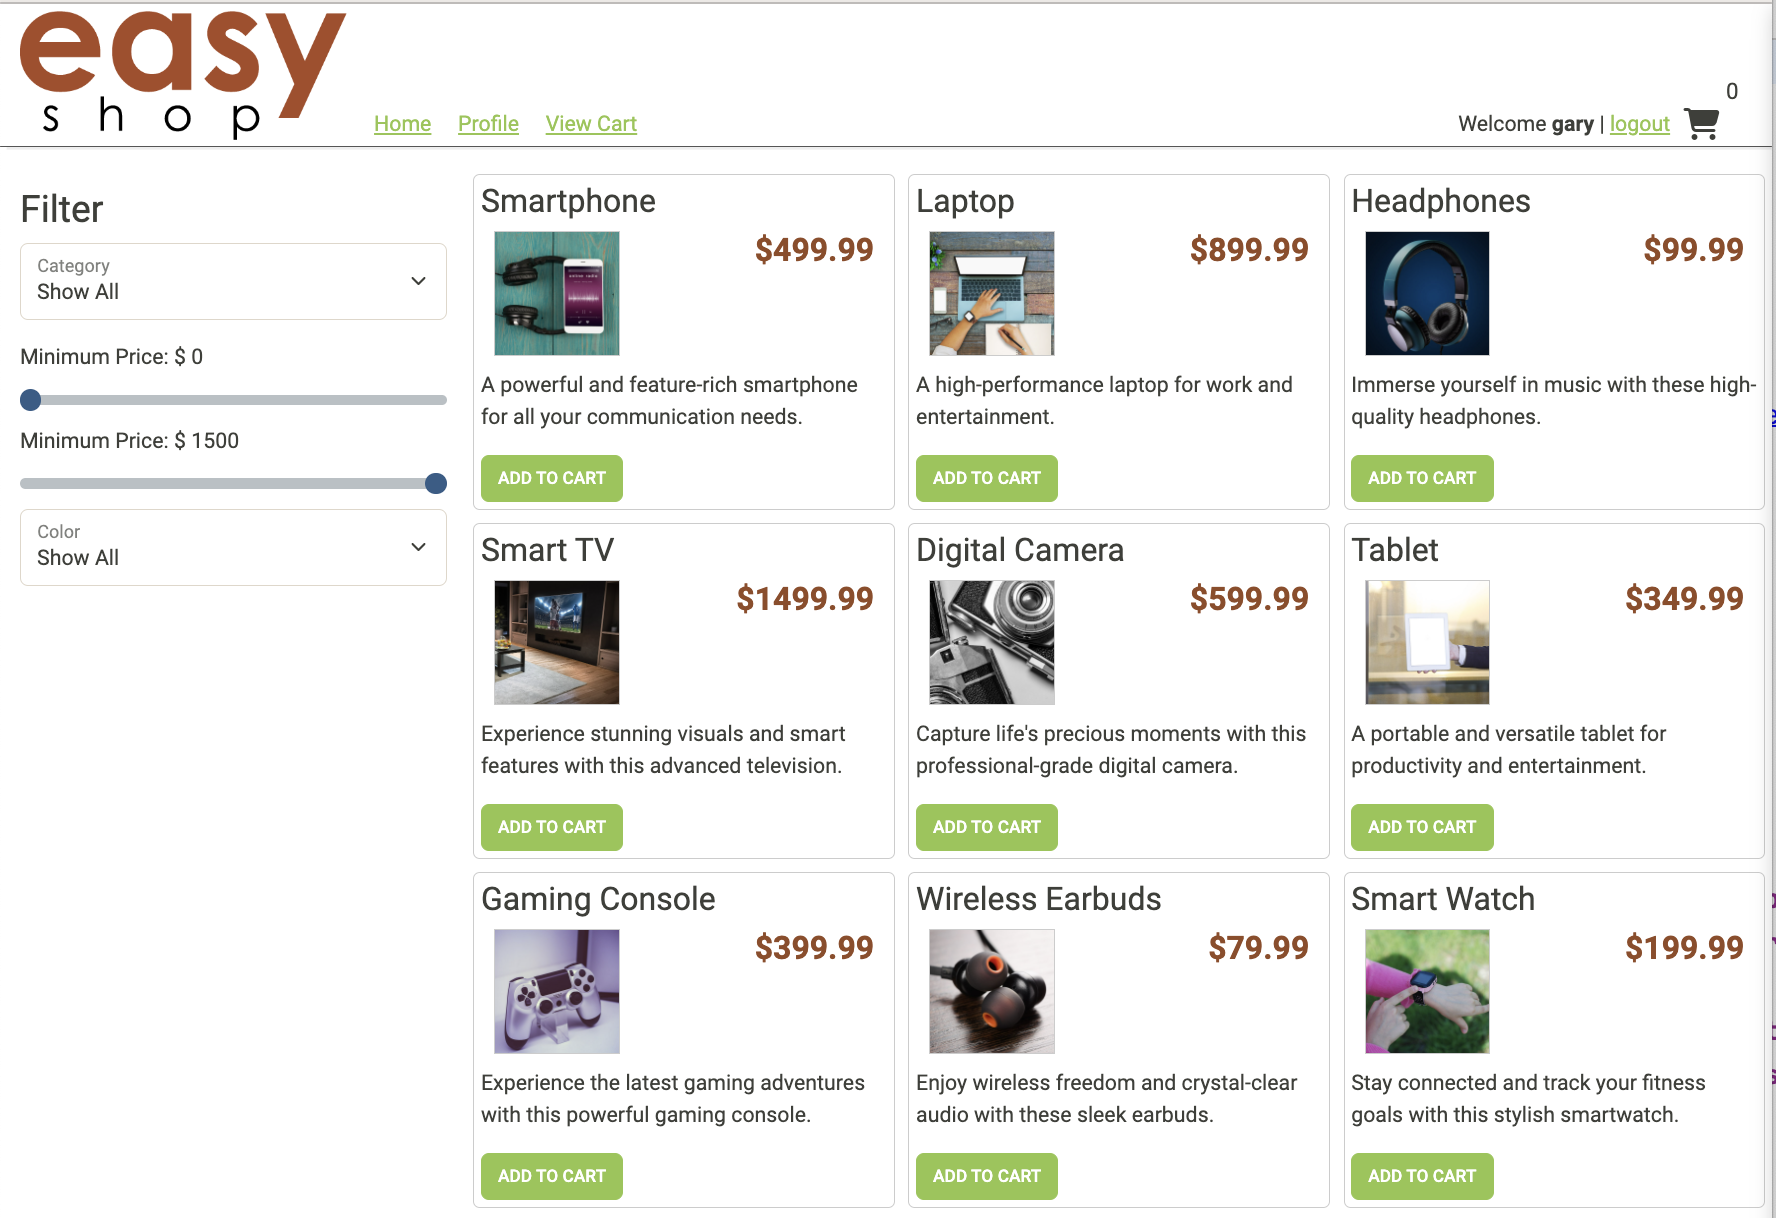 easy
shop
Home Profile View Cart
0
Welcome gary | logout
Filter
Category
Show All
Minimum Price: $ 0
Minimum Price: $ 1500
Color
Show All
Smartphone
$499.99
A powerful and feature-rich smartphone
for all your communication needs.
ADD TO CART
Laptop
$899.99
A high-performance laptop for work and
entertainment.
ADD TO CART
Headphones
$99.99
Immerse yourself in music with these high-
quality headphones.
ADD TO CART
Smart TV
$1499.99
Experience stunning visuals and smart
features with this advanced television.
ADD TO CART
Digital Camera
$599.99
Capture life's precious moments with this
professional-grade digital camera.
ADD TO CART
Tablet
$349.99
A portable and versatile tablet for
productivity and entertainment.
ADD TO CART
Gaming Console
$399.99
Experience the latest gaming adventures
with this powerful gaming console.
ADD TO CART
Wireless Earbuds
$79.99
Enjoy wireless freedom and crystal-clear
audio with these sleek earbuds.
ADD TO CART
Smart Watch
$199.99
Stay connected and track your fitness
goals with this stylish smartwatch.
ADD TO CART